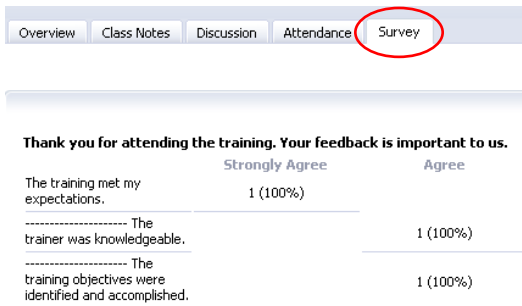 Overview Class Notes Discussion Attendance Survey
Thank you for attending the training. Your feedback is important to us.
Strongly Agree Agree
The training met my
expectations. 1 (100%)
--------------------- The
trainer was knowledgeable. 1 (100%)
--------------------- The
training objectives were
identified and accomplished. 1 (100%)